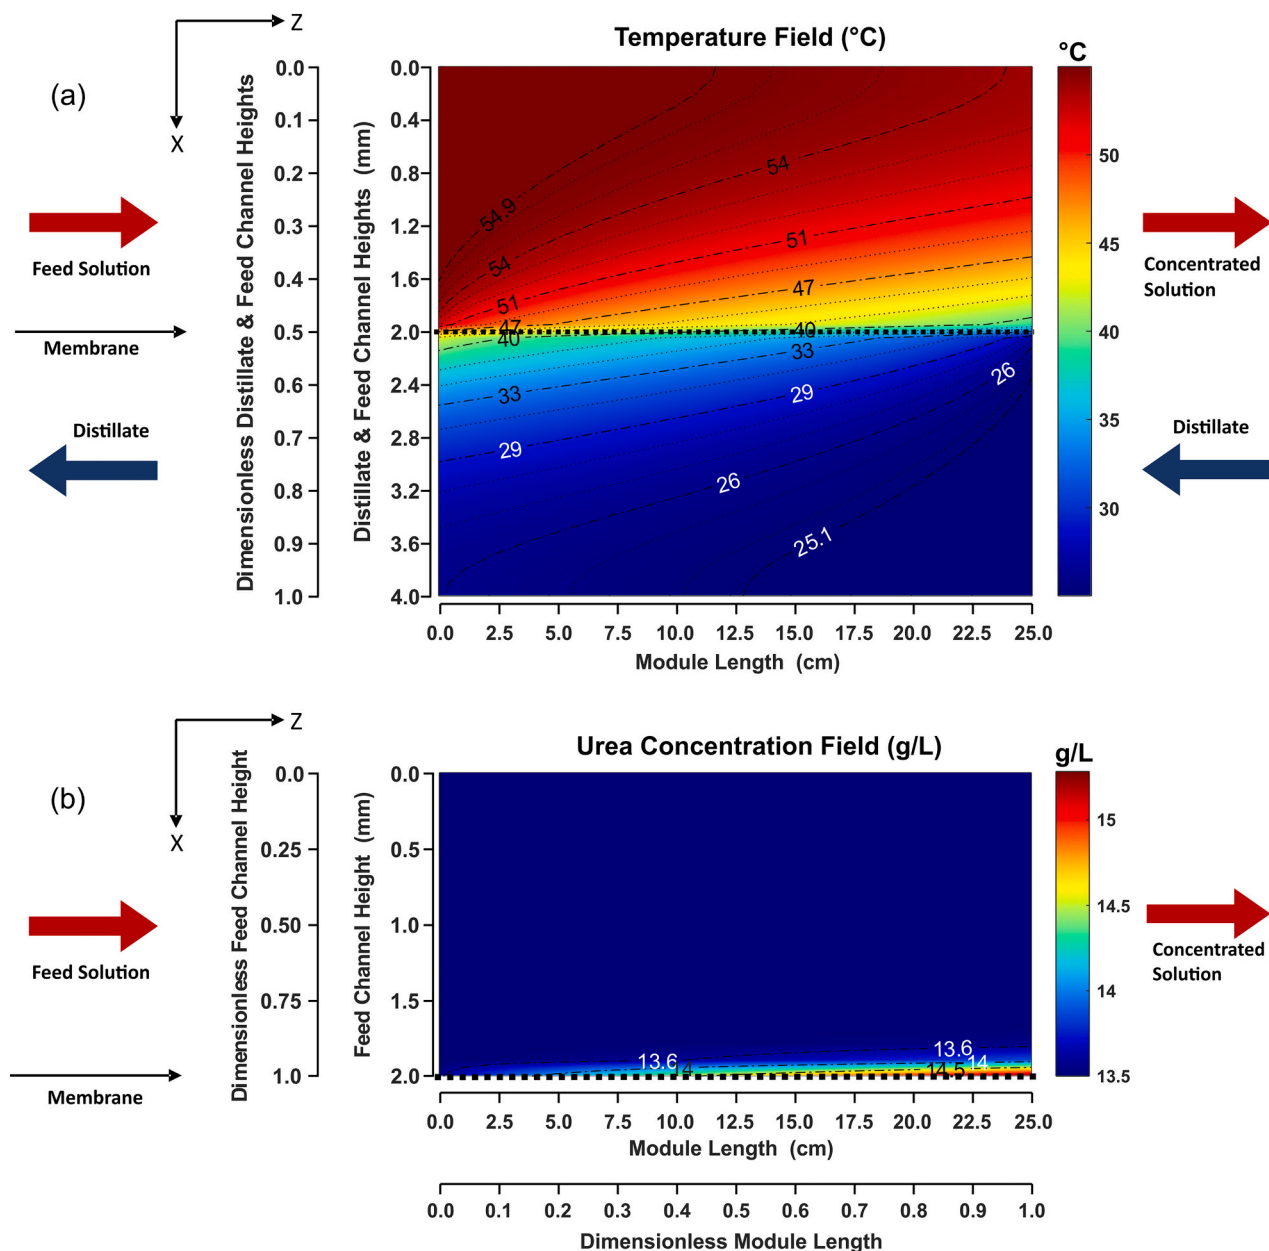 Z
X
(a)
Temperature Field (°C)
°C
Dimensionless Distillate & Feed Channel Heights
0.0
0.1
0.2
0.3
0.4
0.5
0.6
0.7
0.8
0.9
1.0
Distillate & Feed Channel Heights (mm)
0.0
0.4
0.8
1.2
1.6
2.0
2.4
2.8
3.2
3.6
4.0
Feed Solution
Membrane
Distillate
54.9
54
54
51
51
47
47
40
40
33
33
29
29
26
26
25.1
50
45
40
35
30
Concentrated
Solution
Distillate
0.0 2.5 5.0 7.5 10.0 12.5 15.0 17.5 20.0 22.5 25.0
Module Length (cm)
Z
X
(b)
Urea Concentration Field (g/L)
g/L
Dimensionless Feed Channel Height
0.0
0.25
0.50
0.75
1.0
Feed Channel Height (mm)
0.0
0.5
1.0
1.5
2.0
Feed Solution
Membrane
13.6
14
13.6
14.5
14
15
14.5
14
13.5
Concentrated
Solution
0.0 2.5 5.0 7.5 10.0 12.5 15.0 17.5 20.0 22.5 25.0
Module Length (cm)
0.0 0.1 0.2 0.3 0.4 0.5 0.6 0.7 0.8 0.9 1.0
Dimensionless Module Length